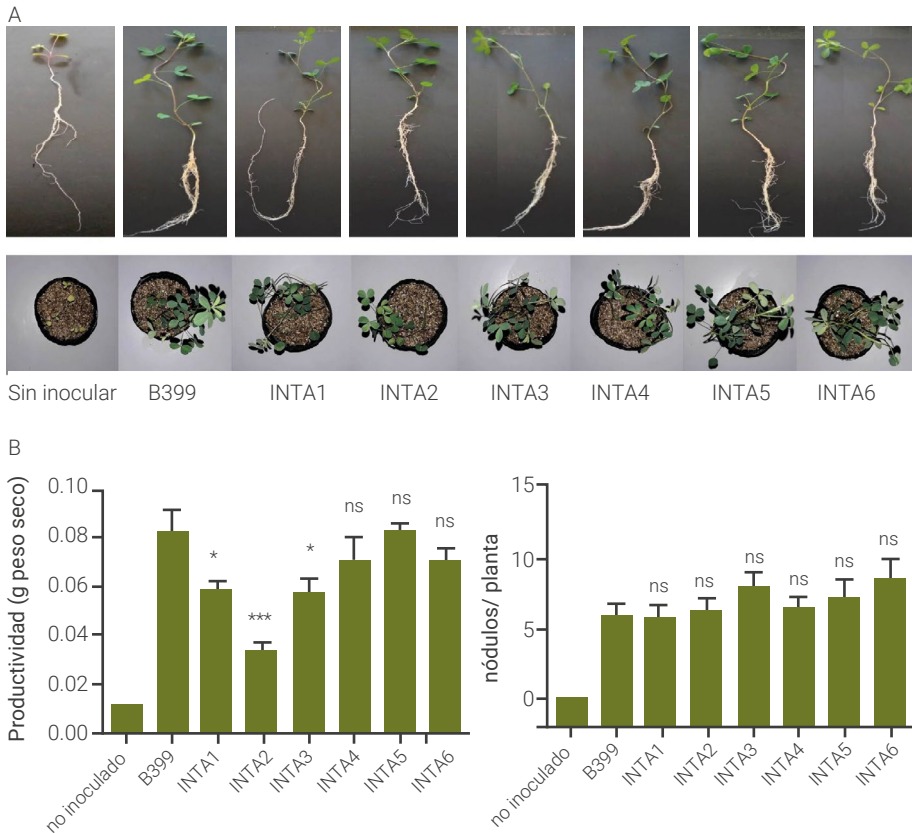 A
Sin inocular B399 INTA1 INTA2 INTA3 INTA4 INTA5 INTA6
B
Productividad (g peso seco)
0.10
0.08
0.06
0.04
0.02
0.00
* *** * ns ns ns
no inoculado B399 INTA1 INTA2 INTA3 INTA4 INTA5 INTA6
nódulos/ planta
15
10
5
0
ns ns ns ns ns ns
no inoculado B399 INTA1 INTA2 INTA3 INTA4 INTA5 INTA6